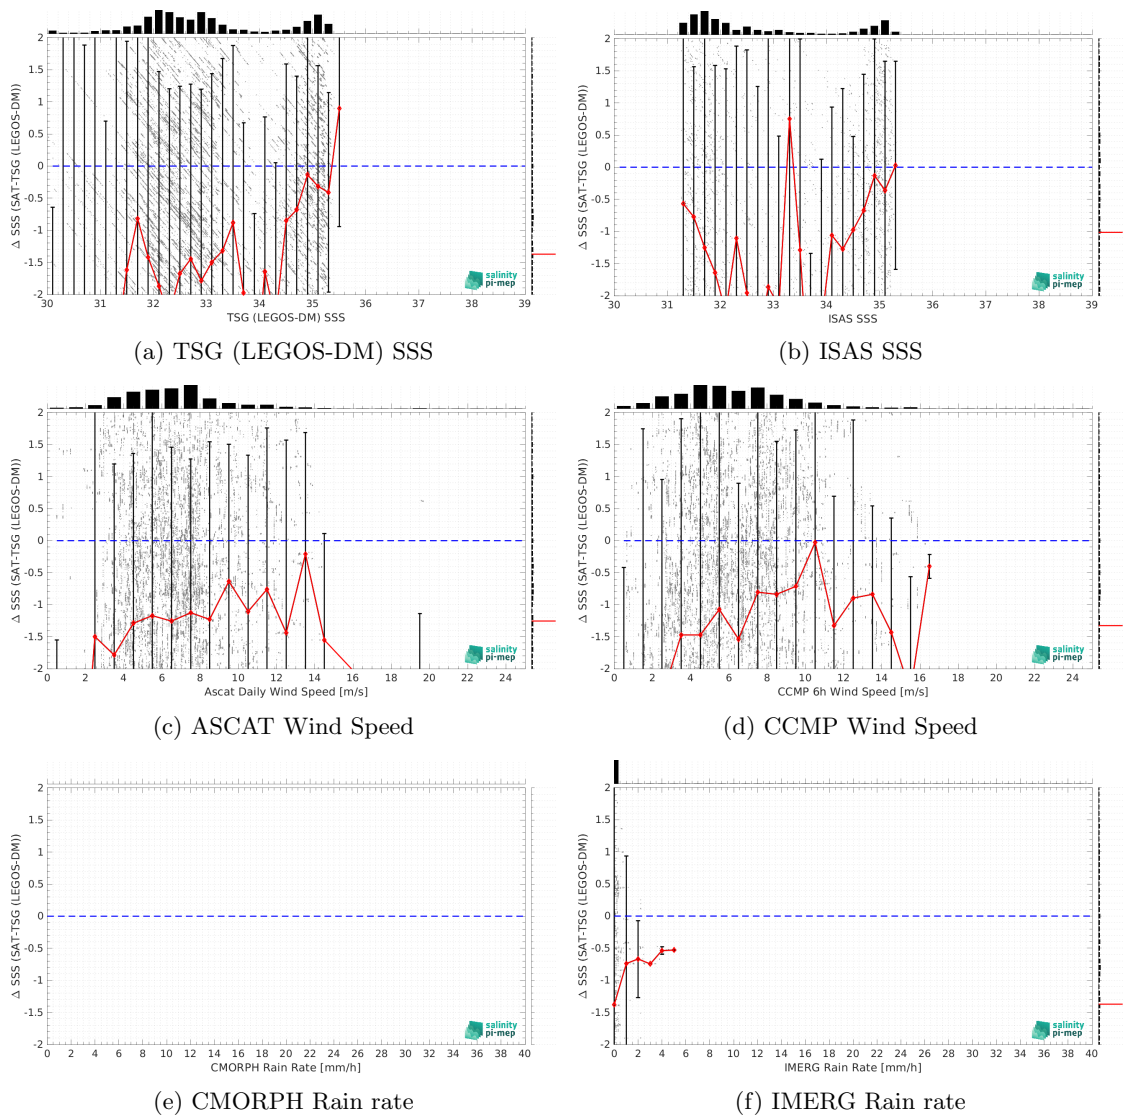 2
1.5
1
0.5
0
-0.5
-1
-1.5
-2
Δ SSS (SAT-TSG (LEGOS-DM))
30 31 32 33 34 35 36 37 38 39
TSG (LEGOS-DM) SSS
salinity
pi-mep
(a) TSG (LEGOS-DM) SSS
2
1.5
1
0.5
0
-0.5
-1
-1.5
-2
Δ SSS (SAT-TSG (LEGOS-DM))
30 31 32 33 34 35 36 37 38 39
ISAS SSS
salinity
pi-mep
(b) ISAS SSS
2
1.5
1
0.5
0
-0.5
-1
-1.5
-2
Δ SSS (SAT-TSG (LEGOS-DM))
0 2 4 6 8 10 12 14 16 18 20 22 24
Ascat Daily Wind Speed [m/s]
salinity
pi-mep
(c) ASCAT Wind Speed
2
1.5
1
0.5
0
-0.5
-1
-1.5
-2
Δ SSS (SAT-TSG (LEGOS-DM))
0 2 4 6 8 10 12 14 16 18 20 22 24
CCMP 6h Wind Speed [m/s]
salinity
pi-mep
(d) CCMP Wind Speed
2
1.5
1
0.5
0
-0.5
-1
-1.5
-2
Δ SSS (SAT-TSG (LEGOS-DM))
0 2 4 6 8 10 12 14 16 18 20 22 24 26 28 30 32 34 36 38 40
CMORPH Rain Rate [mm/h]
salinity
pi-mep
(e) CMORPH Rain rate
2
1.5
1
0.5
0
-0.5
-1
-1.5
-2
Δ SSS (SAT-TSG (LEGOS-DM))
0 2 4 6 8 10 12 14 16 18 20 22 24 26 28 30 32 34 36 38 40
IMERG Rain Rate [mm/h]
salinity
pi-mep
(f) IMERG Rain rate